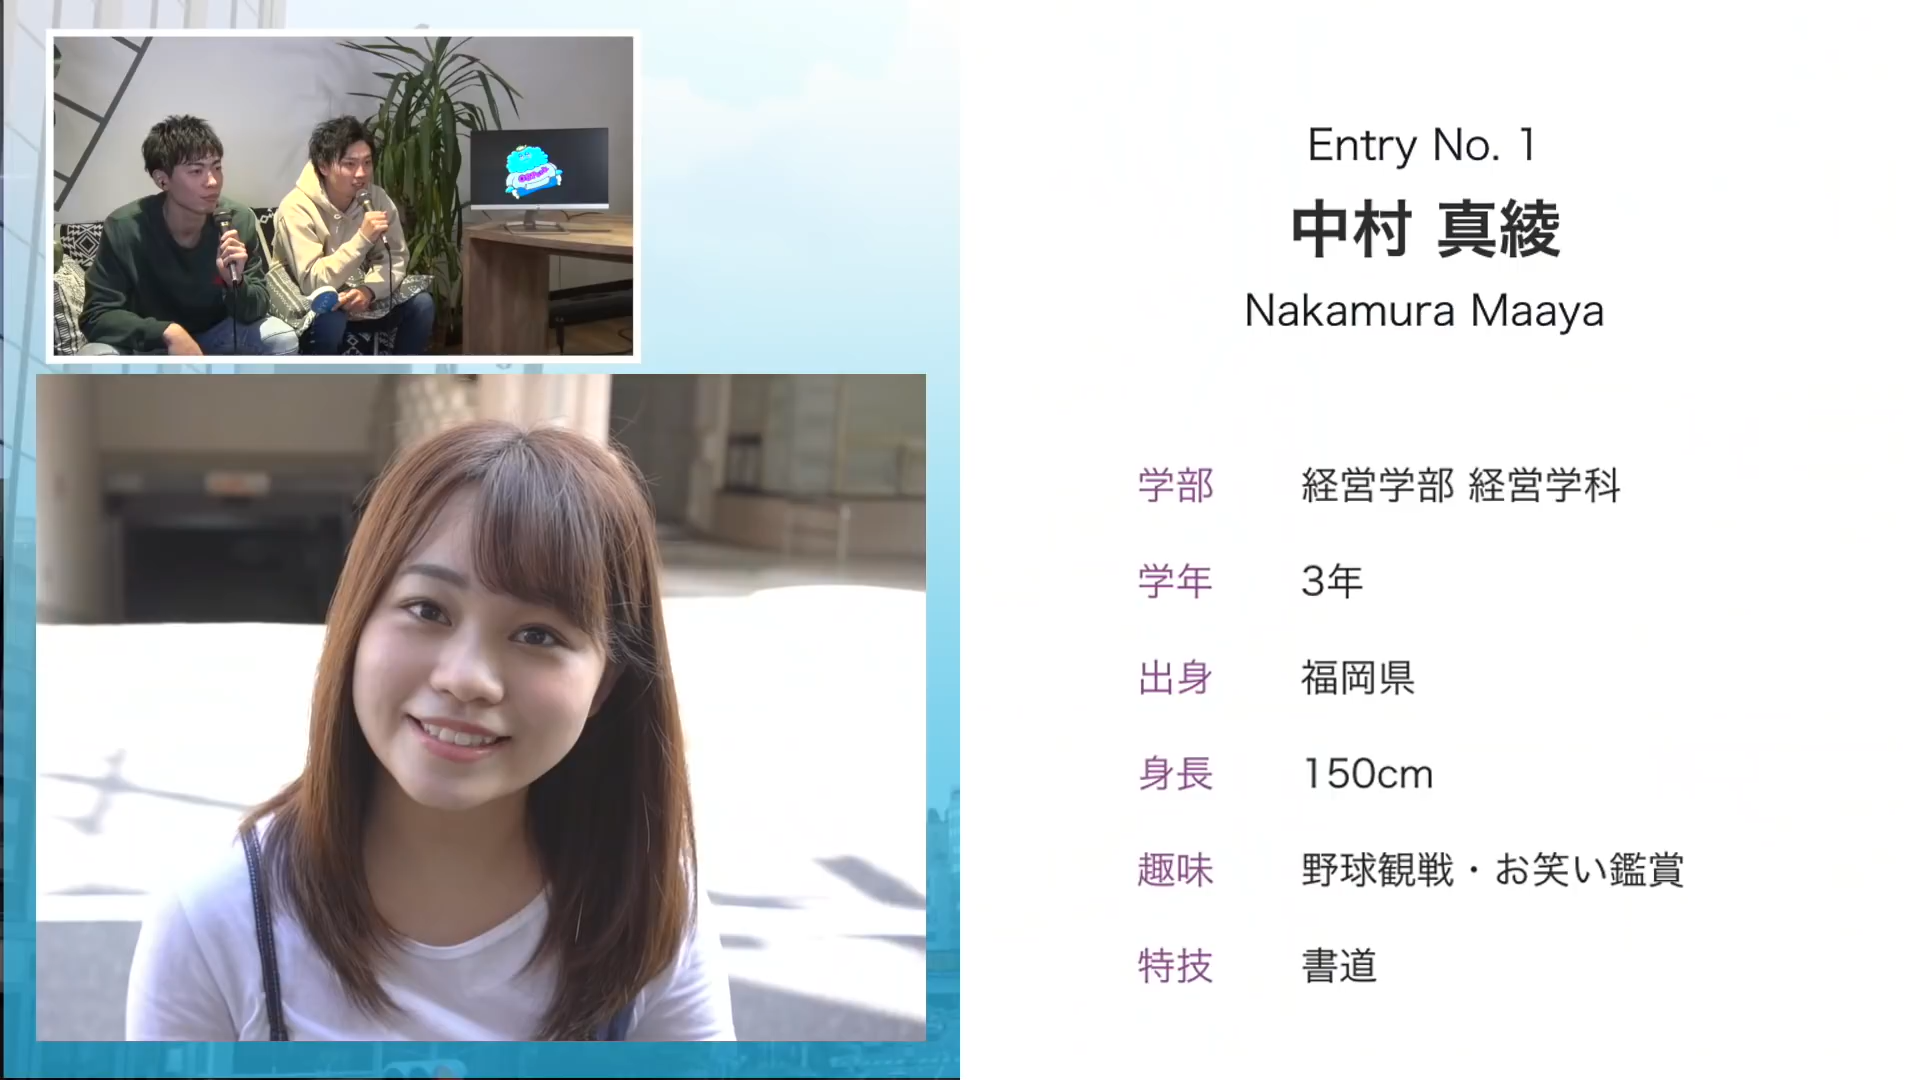 Entry No. 1
中村 真綾
Nakamura Maaya
学部 経営学部 経営学科
学年 3年
出身 福岡県
身長 150cm
趣味 野球観戦・お笑い鑑賞
特技 書道